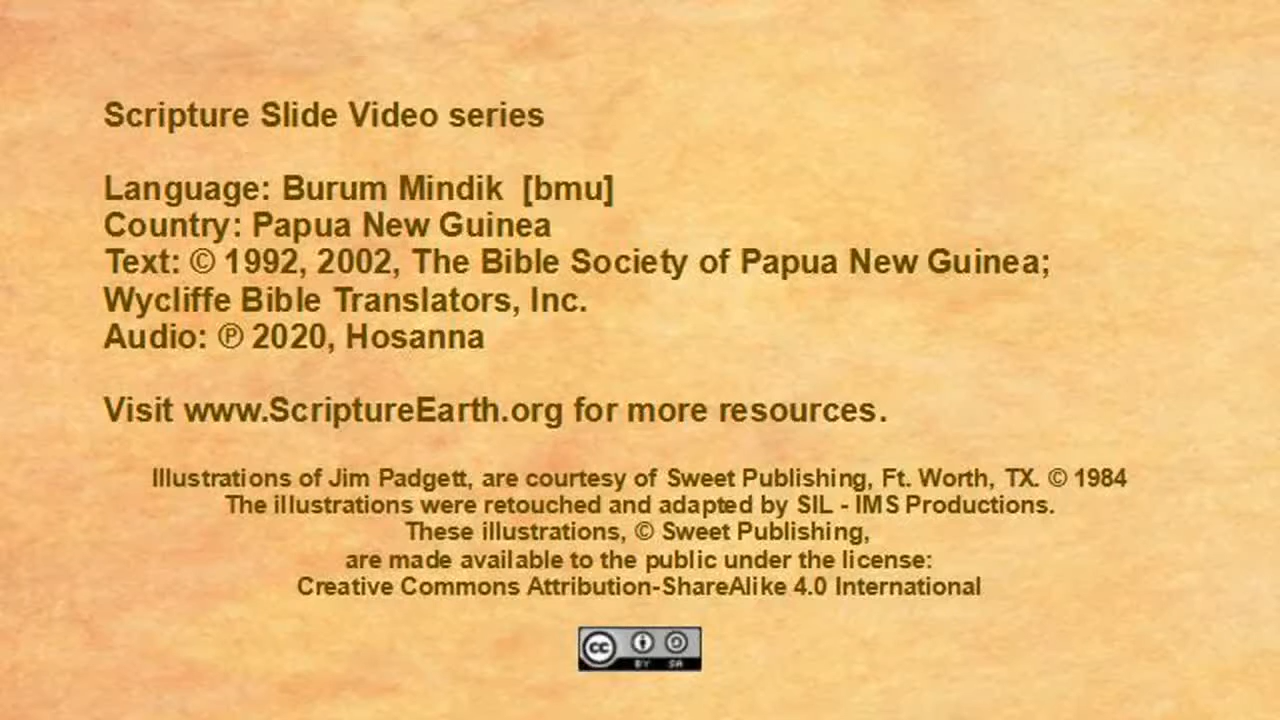 Scripture Slide Video series
Language: Burum Mindik [bmu]
Country: Papua New Guinea
Text: © 1992, 2002, The Bible Society of Papua New Guinea;
Wycliffe Bible Translators, Inc.
Audio: ℗ 2020, Hosanna
Visit www.ScriptureEarth.org for more resources.
Illustrations of Jim Padgett, are courtesy of Sweet Publishing, Ft. Worth, TX. © 1984
The illustrations were retouched and adapted by SIL - IMS Productions.
These illustrations, © Sweet Publishing,
are made available to the public under the license:
Creative Commons Attribution-ShareAlike 4.0 International
cc
BY SA